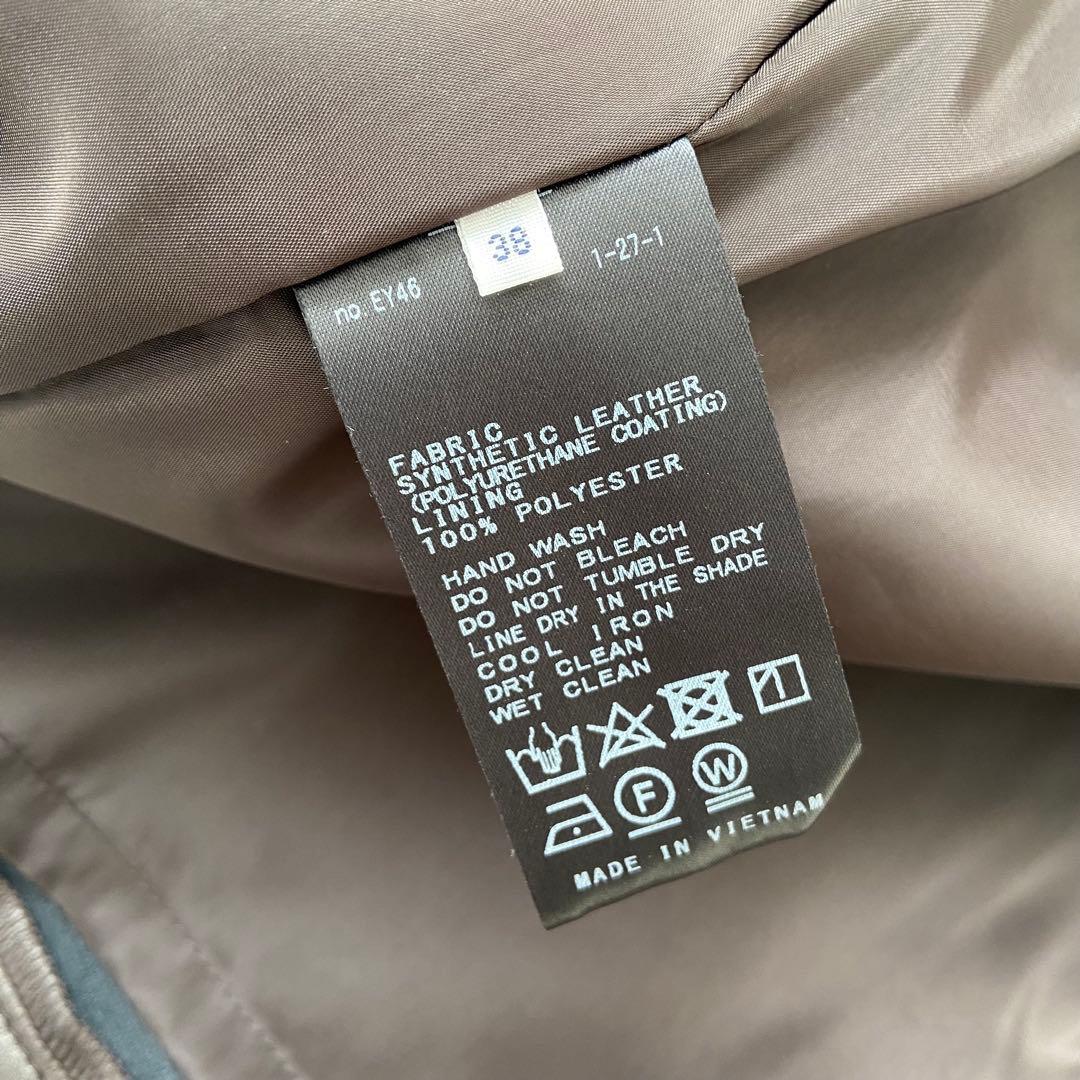 38
no. EY46 1-27-1
FABRIC
SYNTHETIC LEATHER
(POLYURETHANE COATING)
LINING
100% POLYESTER
HAND WASH
DO NOT BLEACH
DO NOT TUMBLE DRY
LINE DRY IN THE SHADE
COOL IRON
DRY CLEAN
WET CLEAN
F W
MADE IN VIETNAM